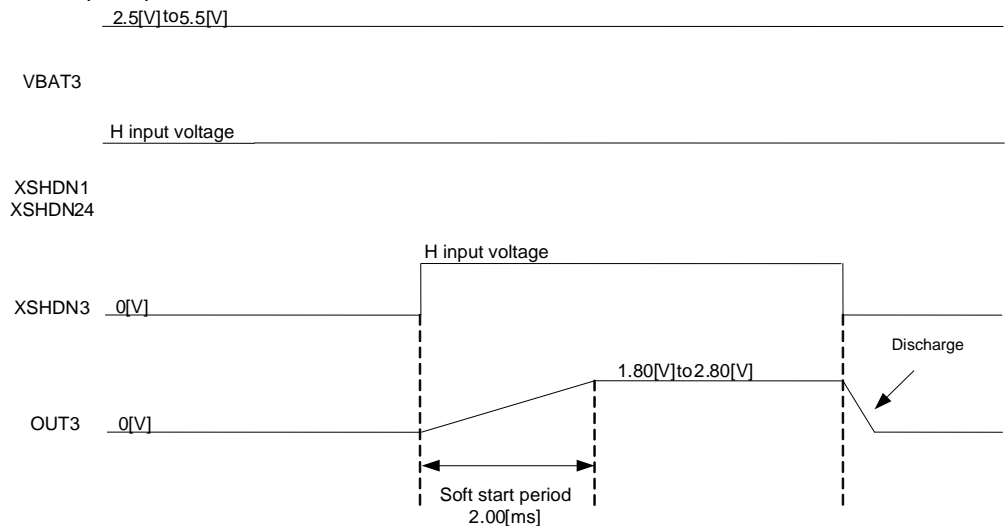 2.5[V]to5.5[V]
VBAT3
H input voltage
XSHDN1
XSHDN24
H input voltage
XSHDN3 0[V]
Discharge
1.80[V]to2.80[V]
OUT3 0[V]
Soft start period
2.00[ms]